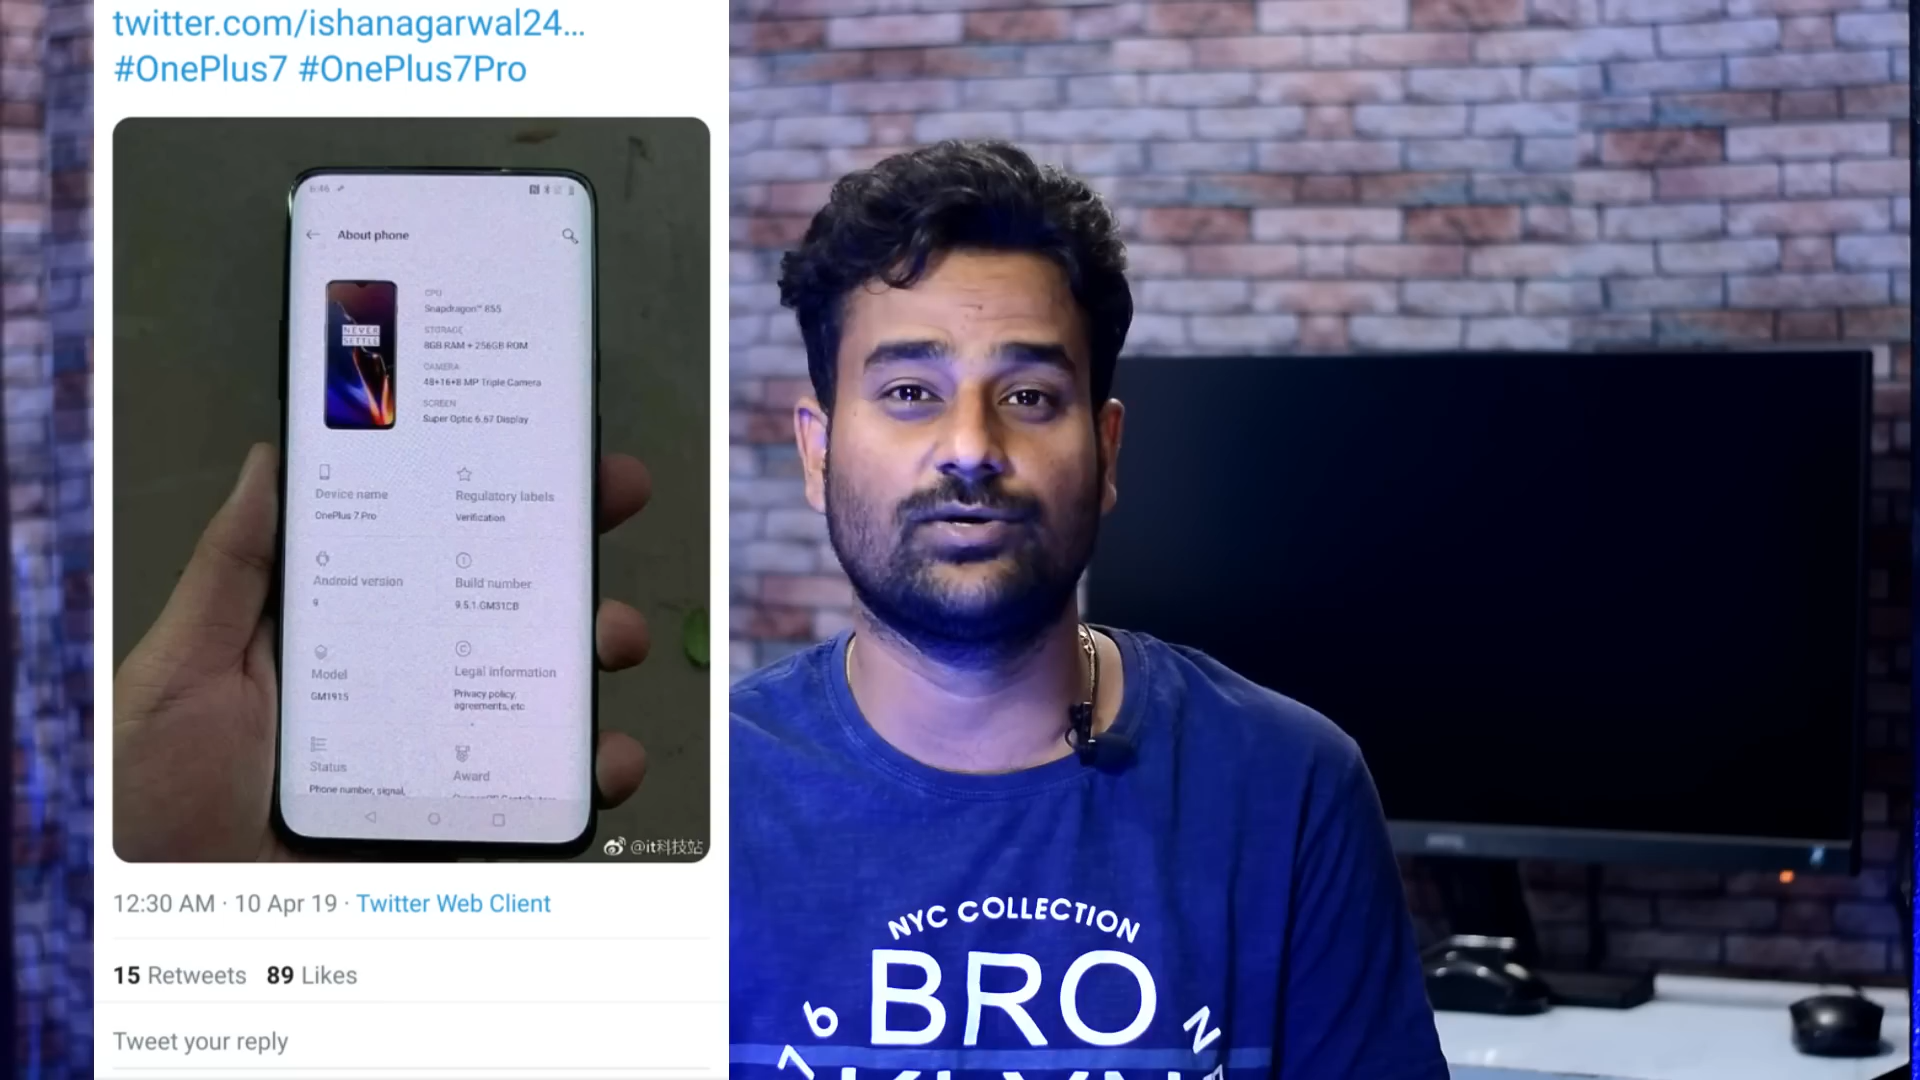 twitter.com/ishanagarwal24...
#OnePlus7 #OnePlus7Pro
6:46
About phone
CPU
Snapdragon™ 855
STORAGE
8GB RAM + 256GB ROM
CAMERA
48+16+8 MP Triple Camera
SCREEN
Super Optic 6.67 Display
NEVER
SETTLE
Device name
OnePlus 7 Pro
Regulatory labels
Verification
Android version
9
Build number
9.5.1.GM31CB
Model
GM1915
Legal information
Privacy policy,
agreements, etc
Status
Phone number, signal,
Award
@it科技站
12:30 AM · 10 Apr 19 · Twitter Web Client
15 Retweets 89 Likes
Tweet your reply
NYC COLLECTION
BRO
76